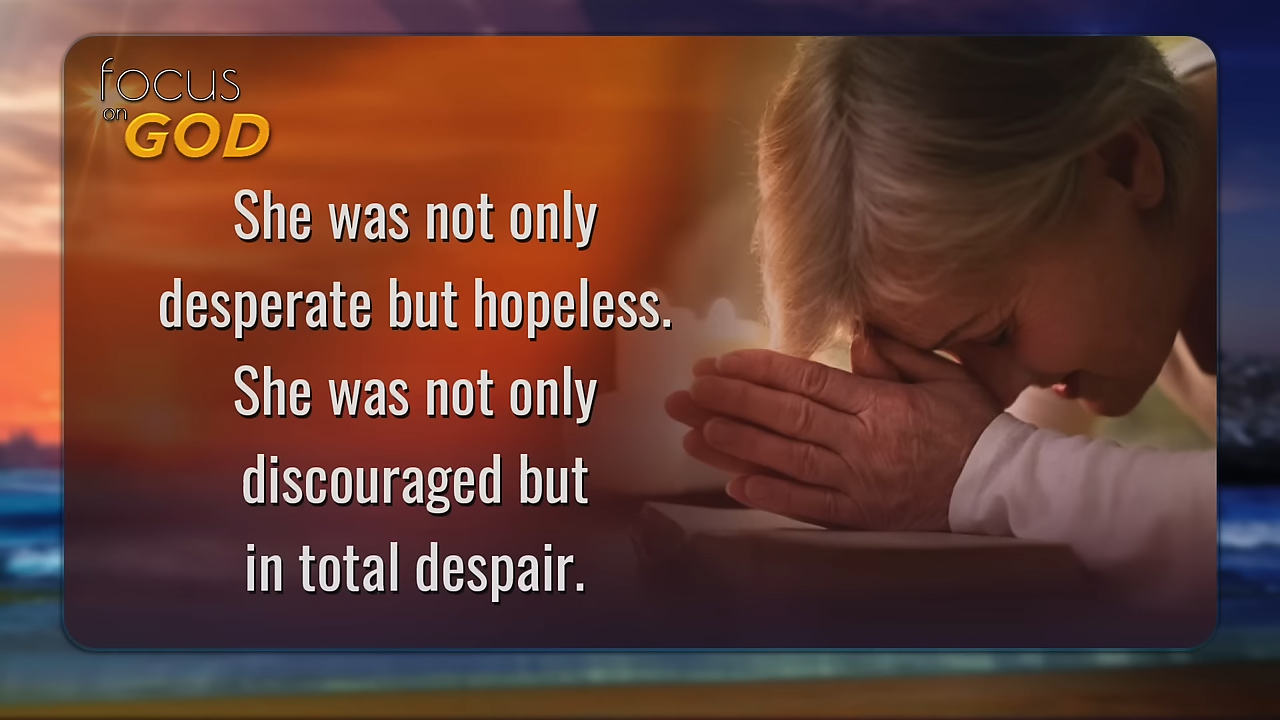 focus
on
GOD
She was not only
desperate but hopeless.
She was not only
discouraged but
in total despair.